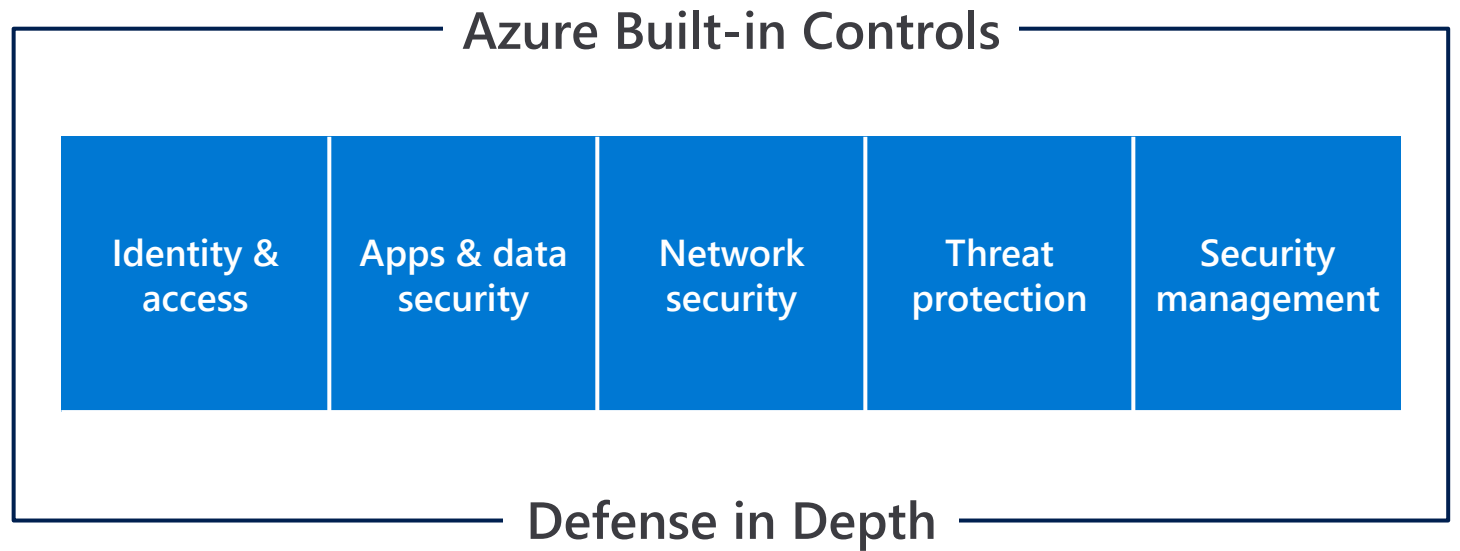 Azure Built-in Controls
Identity &
access
Apps & data
security
Network
security
Threat
protection
Security
management
Defense in Depth